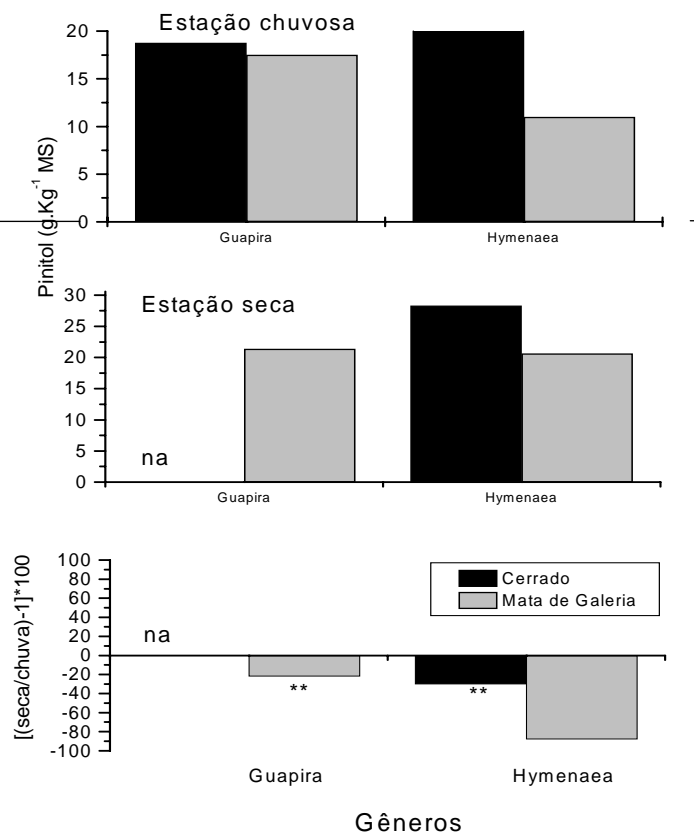 Estação chuvosa
20
15
10
5
0
Guapira Hymenaea
Pinitol (g.Kg-1 MS)
Estação seca
30
25
20
15
10
5
0
na
Guapira Hymenaea
[(seca/chuva)-1]*100
100
80
60
40
20
0
-20
-40
-60
-80
-100
Cerrado
Mata de Galeria
na
** **
Guapira Hymenaea
Gêneros